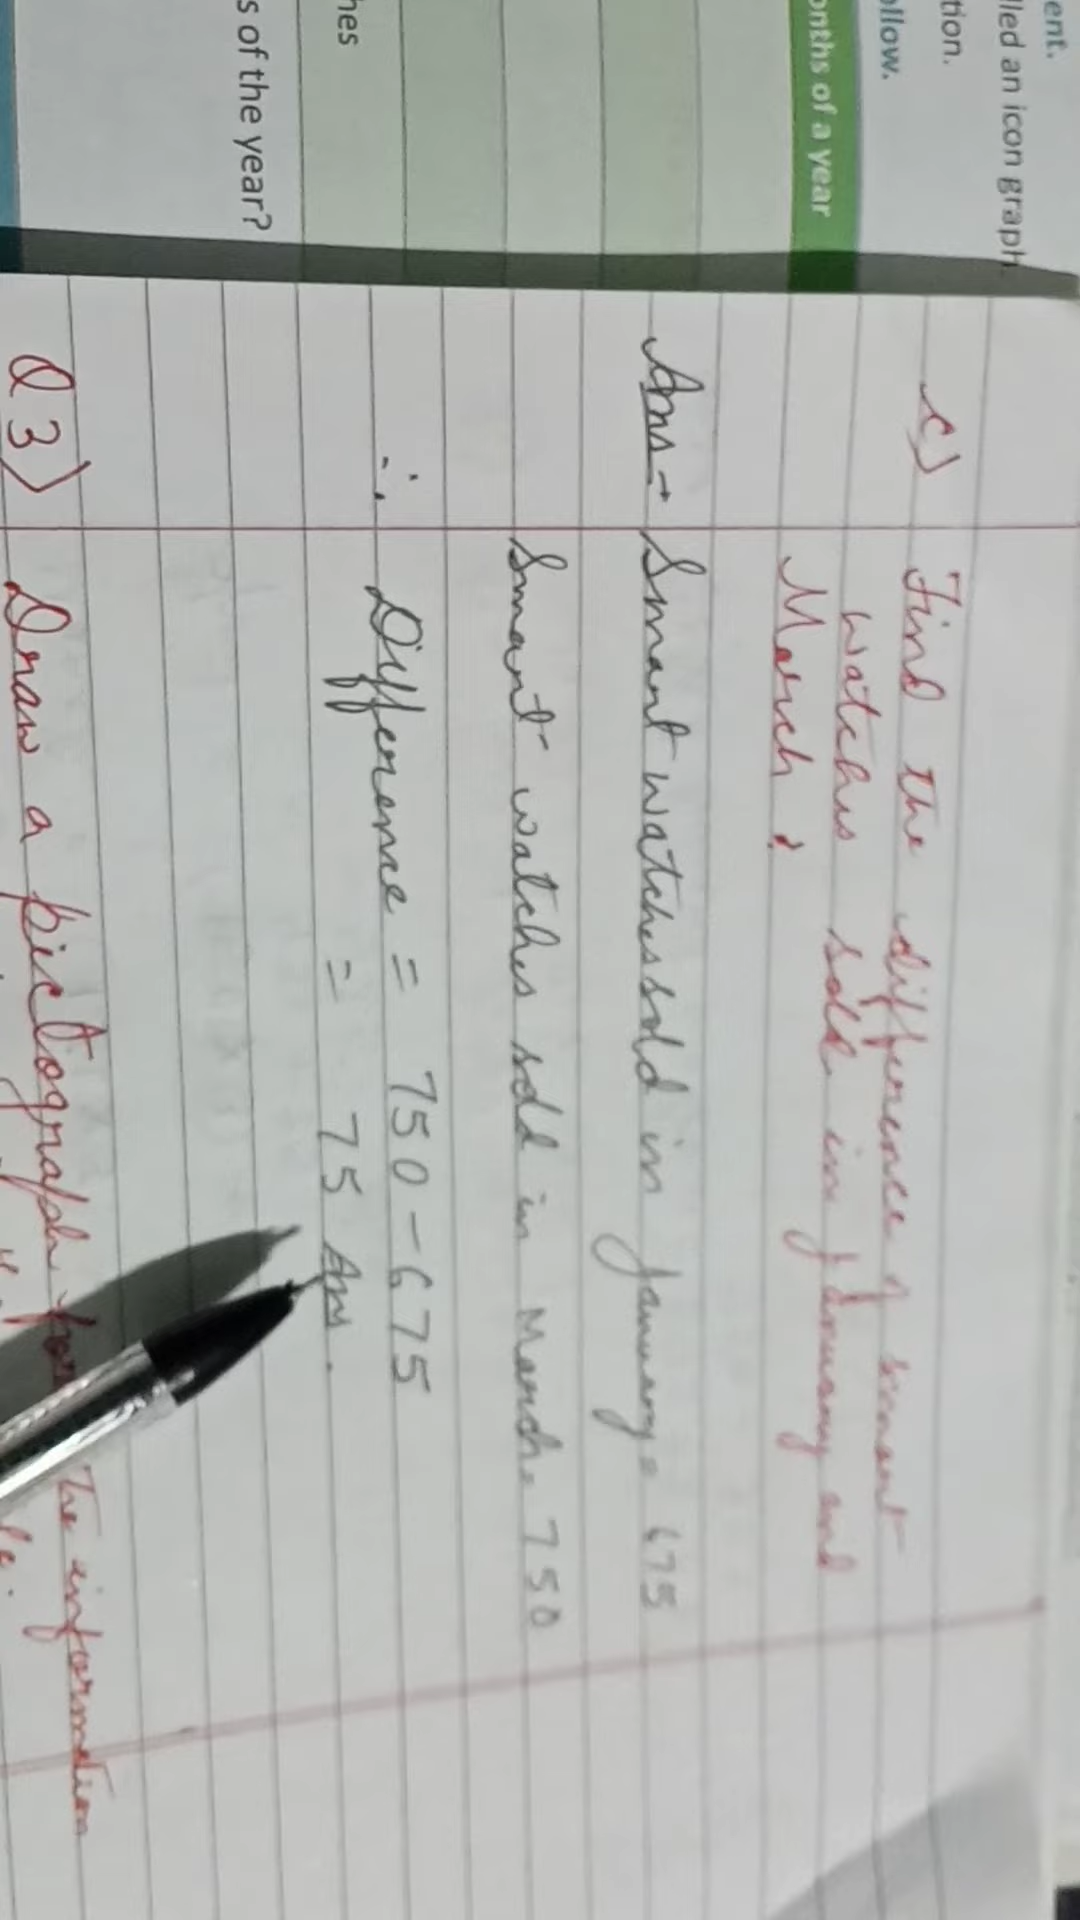 ent.
lled an icon graph
tion.
ollow.
onths of a year
hes
s of the year?
c) Find the difference of smart
watches sold in January and
March ?
Ans→ Smart watches sold in January = 675
Smart watches sold in March = 750
∴ Difference = 750 - 675
= 75 Ans.
Q 3) Draw a pictograph for the information